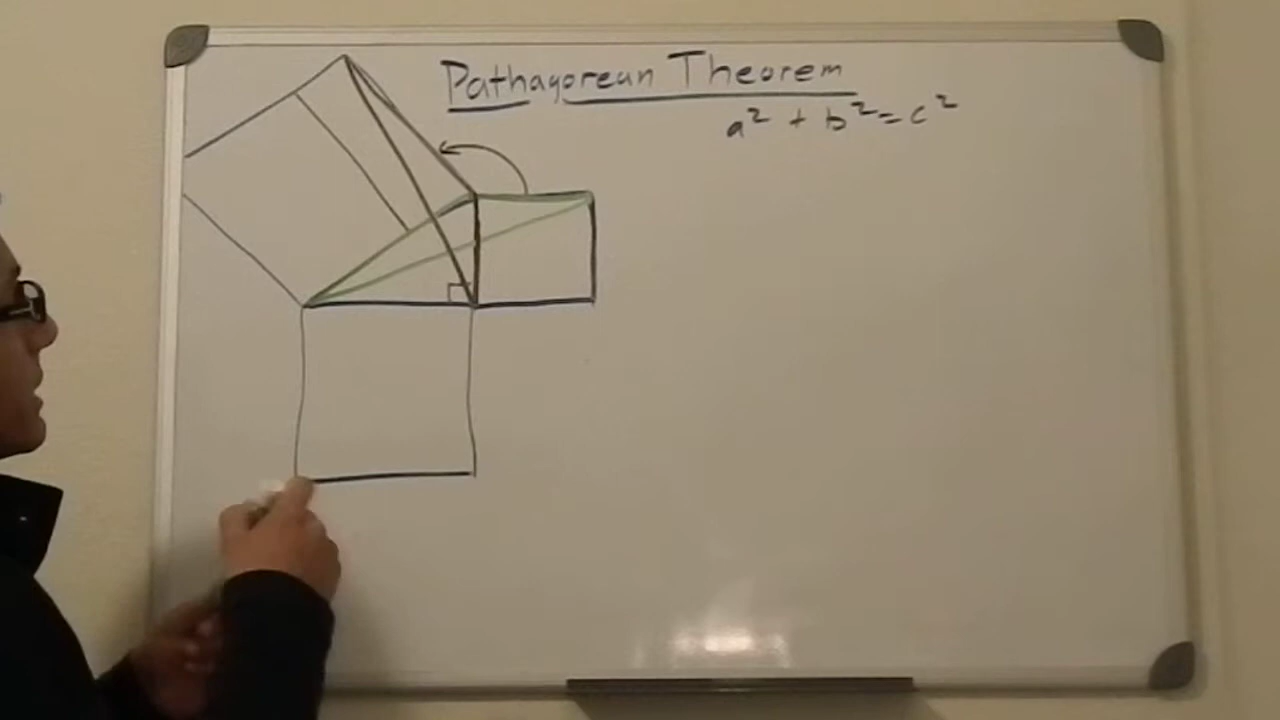 Pathagorean Theorem
a² + b² = c²